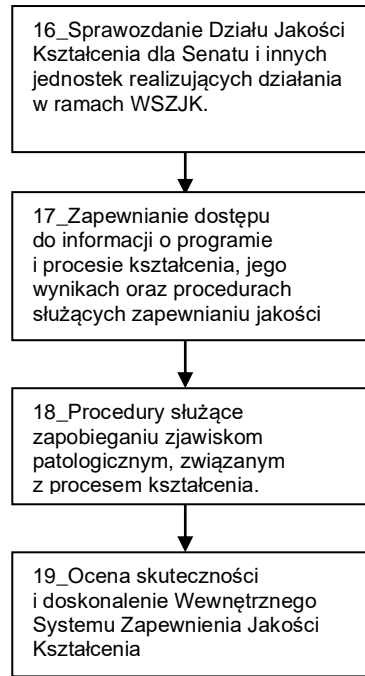 16_Sprawozdanie Działu Jakości
Kształcenia dla Senatu i innych
jednostek realizujących działania
w ramach WSZJK.
17_Zapewnianie dostępu
do informacji o programie
i procesie kształcenia, jego
wynikach oraz procedurach
służących zapewnianiu jakości
18_Procedury służące
zapobieganiu zjawiskom
patologicznym, związanym
z procesem kształcenia.
19_Ocena skuteczności
i doskonalenie Wewnętrznego
Systemu Zapewnienia Jakości
Kształcenia